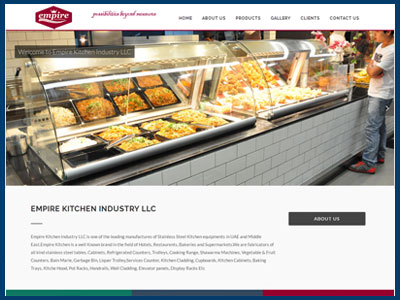 empire
possibilities beyond measures
HOME
ABOUT US
PRODUCTS
GALLERY
CLIENTS
CONTACT US
Welcome to Empire Kitchen Industry LLC
EMPIRE KITCHEN INDUSTRY LLC
ABOUT US
Empire Kitchen Industry LLC is one of the leading manufactures of Stainless Steel Kitchen equipments in UAE and Middle
East.Empire Kitchen is a well Known brand in the field of Hotels, Restaurants, Bakeries and Supermarkets.We are fabricators of
all kind stainless steel tables, Cabinets, Refrigerated Counters, Trolleys, Cooking Range, Shawarma Machines, Vegetable & Fruit
Counters, Bain Marie, Garbage Bin, Liquer Trolley,Services Counter, Kitchen Cladding, Cupboards, Kitchen Cabinets, Baking
Trays, Kitche Hood, Pot Racks, Handrails, Wall Cladding, Elevator panels, Display Racks Etc